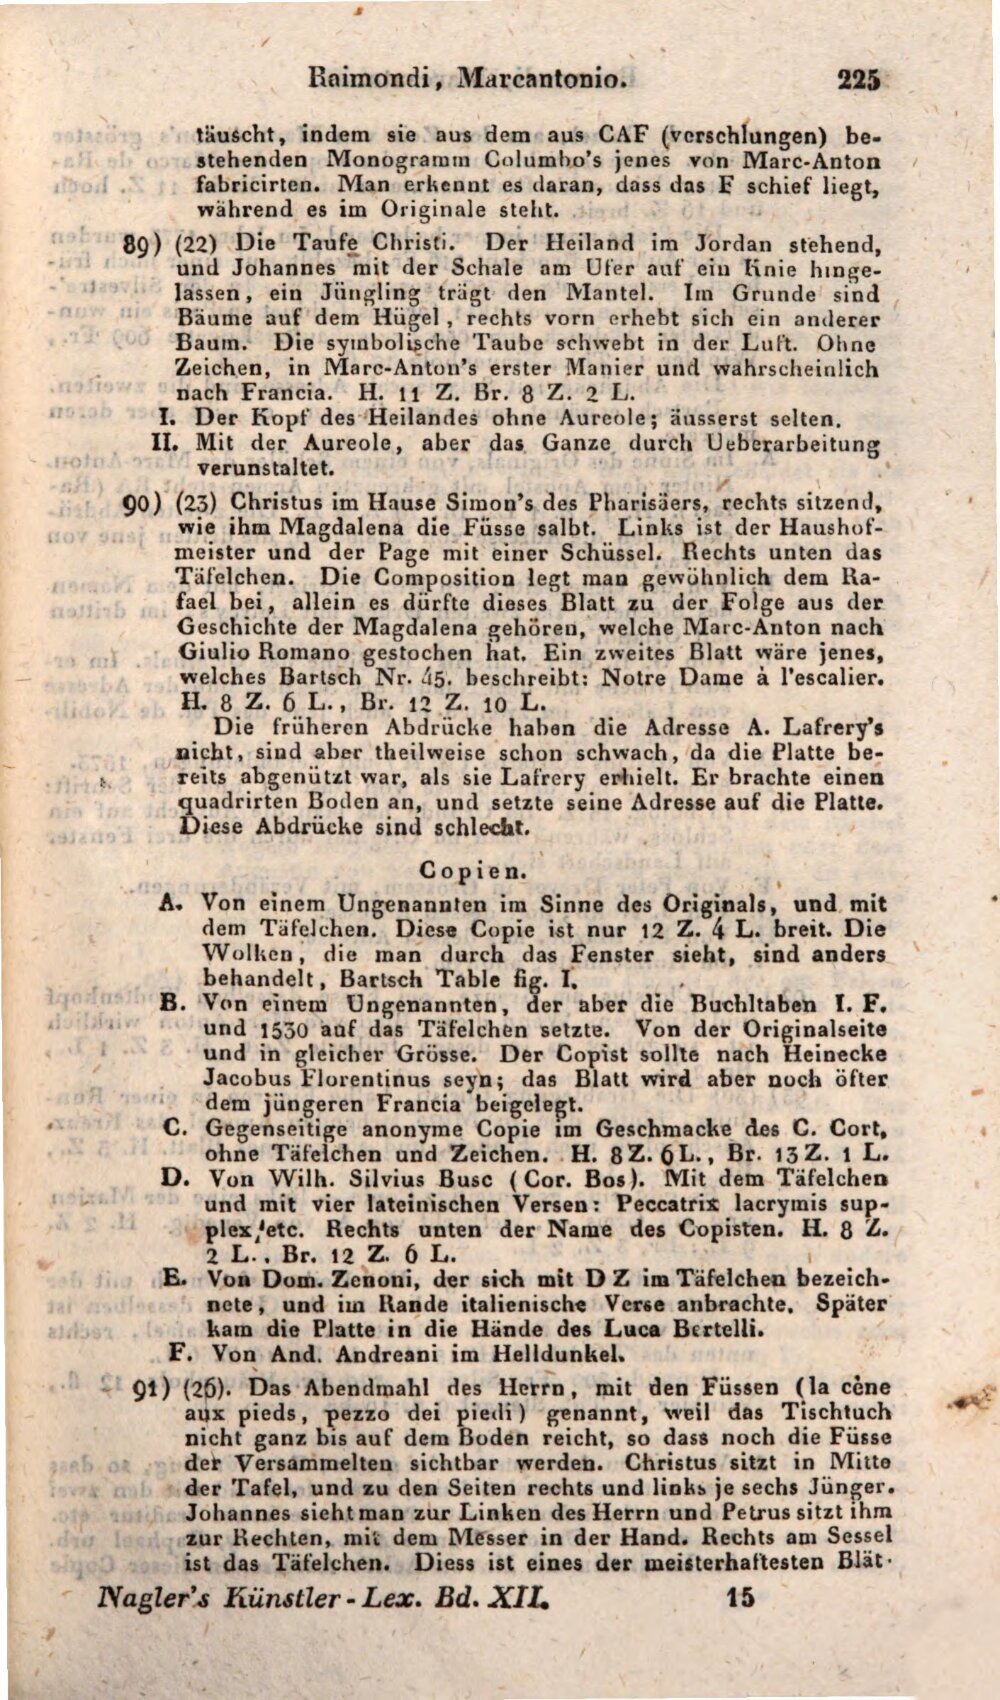 Raimondi, Marcantonio. 225
täuscht, indem sie aus dem aus CAF (verschlungen) be-
stehenden Monogramm Columbo's jenes von Marc-Anton
fabricirten. Man erkennt es daran, dass das F schief liegt,
während es im Originale steht.
89) (22) Die Taufe Christi. Der Heiland im Jordan stehend,
und Johannes mit der Schale am Ufer auf ein Knie hinge-
lassen, ein Jüngling trägt den Mantel. Im Grunde sind
Bäume auf dem Hügel, rechts vorn erhebt sich ein anderer
Baum. Die symbolische Taube schwebt in der Luft. Ohne
Zeichen, in Marc-Anton's erster Manier und wahrscheinlich
nach Francia. H. 11 Z. Br. 8 Z. 2 L.
I. Der Kopf des Heilandes ohne Aureole; äusserst selten.
II. Mit der Aureole, aber das Ganze durch Ueberarbeitung
verunstaltet.
90) (23) Christus im Hause Simon's des Pharisäers, rechts sitzend,
wie ihm Magdalena die Füsse salbt. Links ist der Haushof-
meister und der Page mit einer Schüssel. Rechts unten das
Täfelchen. Die Composition legt man gewöhnlich dem Ra-
fael bei, allein es dürfte dieses Blatt zu der Folge aus der
Geschichte der Magdalena gehören, welche Marc-Anton nach
Giulio Romano gestochen hat. Ein zweites Blatt wäre jenes,
welches Bartsch Nr. 45. beschreibt: Notre Dame à l'escalier.
H. 8 Z. 6 L., Br. 12 Z. 10 L.
Die früheren Abdrücke haben die Adresse A. Lafrery's
nicht, sind aber theilweise schon schwach, da die Platte be-
reits abgenützt war, als sie Lafrery erhielt. Er brachte einen
quadrirten Boden an, und setzte seine Adresse auf die Platte.
Diese Abdrücke sind schlecht.
Copien.
A. Von einem Ungenannten im Sinne des Originals, und mit
dem Täfelchen. Diese Copie ist nur 12 Z. 4 L. breit. Die
Wolken, die man durch das Fenster sieht, sind anders
behandelt, Bartsch Table fig. I.
B. Von einem Ungenannten, der aber die Buchltaben I. F.
und 1530 auf das Täfelchen setzte. Von der Originalseite
und in gleicher Grösse. Der Copist sollte nach Heinecke
Jacobus Florentinus seyn; das Blatt wird aber noch öfter
dem jüngeren Francia beigelegt.
C. Gegenseitige anonyme Copie im Geschmacke des C. Cort,
ohne Täfelchen und Zeichen. H. 8 Z. 6 L., Br. 13 Z. 1 L.
D. Von Wilh. Silvius Busc (Cor. Bos). Mit dem Täfelchen
und mit vier lateinischen Versen: Peccatrix lacrymis sup-
plex etc. Rechts unten der Name des Copisten. H. 8 Z.
2 L., Br. 12 Z. 6 L.
E. Von Dom. Zenoni, der sich mit D Z im Täfelchen bezeich-
nete, und im Rande italienische Verse anbrachte. Später
kam die Platte in die Hände des Luca Bertelli.
F. Von And. Andreani im Helldunkel.
91) (26). Das Abendmahl des Herrn, mit den Füssen (la cène
aux pieds, pezzo dei piedi) genannt, weil das Tischtuch
nicht ganz bis auf dem Boden reicht, so dass noch die Füsse
der Versammelten sichtbar werden. Christus sitzt in Mitte
der Tafel, und zu den Seiten rechts und links je sechs Jünger.
Johannes sieht man zur Linken des Herrn und Petrus sitzt ihm
zur Rechten, mit dem Messer in der Hand. Rechts am Sessel
ist das Täfelchen. Diess ist eines der meisterhaftesten Blät-
Nagler's Künstler-Lex. Bd. XII. 15